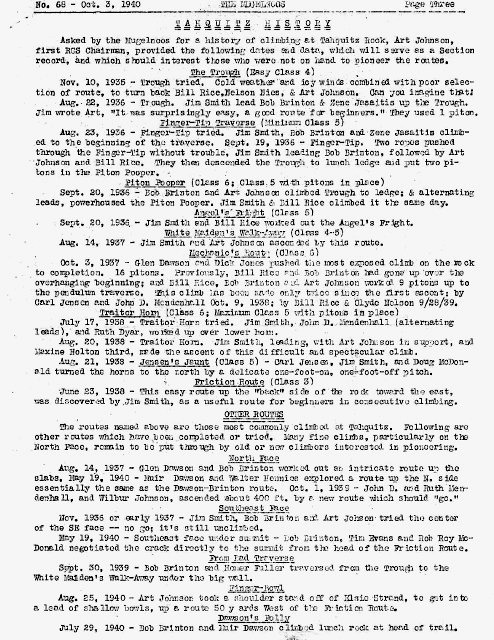 No. 68 - Oct. 3, 1940 THE MUGELNOOS Page Three
TAHQUITZ HISTORY
Asked by the Mugelnoos for a history of climbing at Tahquitz Rock, Art Johnson,
first RCS Chairman, provided the following dates and data, which will serve as a Section
record, and which should interest those who were not on hand to pioneer the routes.
The Trough (Easy Class 4)
Nov. 10, 1935 - Trough tried. Cold weather and icy winds combined with poor selec-
tion of route, to turn back Bill Rice, Nelson Nies, & Art Johnson. Can you imagine that!
Aug. 22, 1936 - Trough. Jim Smith lead Bob Brinton & Zene Jasaitis up the Trough.
Jim wrote Art, "It was surprisingly easy, a good route for beginners." They used 1 piton.
Finger-Tip Traverse (Minimum Class 5)
Aug. 23, 1936 - Finger-Tip tried. Jim Smith, Bob Brinton and Zene Jasaitis climb-
ed to the beginning of the traverse. Sept. 19, 1936 - Finger-Tip. Two ropes pushed
through the Finger-Tip without trouble, Jim Smith leading Bob Brinton, followed by Art
Johnson and Bill Rice. They then descended the Trough to lunch ledge and put two pi-
tons in the Piton Pooper.
Piton Pooper (Class 6; Class 5 with pitons in place)
Sept. 20, 1936 - Bob Brinton and Art Johnson climbed Trough to ledge; & alternating
leads, powerhoused the Piton Pooper. Jim Smith & Bill Rice climbed it the same day.
Angel's Fright (Class 5)
Sept. 20, 1936 - Jim Smith and Bill Rice worked out the Angel's Fright.
White Maiden's Walk-Away (Class 4-5)
Aug. 14, 1937 - Jim Smith and Art Johnson ascended by this route.
Mechanic's Route (Class 5)
Oct. 3, 1937 - Glen Dawson and Dick Jones pushed the most exposed climb on the rock
to completion. 16 pitons. Previously, Bill Rice and Bob Brinton had gone up over the
overhanging beginning; and Bill Rice, Bob Brinton and Art Johnson worked 9 pitons up to
the pendulum traverse. This climb has been made only twice since the first ascent; by
Carl Jensen and John D. Mendenhall Oct. 9, 1938; by Bill Rice & Clyde Nelson 9/28/39.
Traitor Horn (Class 6; Maximum Class 5 with pitons in place)
July 17, 1938 - Traitor Horn tried. Jim Smith, John D. Mendenhall (alternating
leads), and Ruth Dyar, worked up over lower horn.
Aug. 20, 1938 - Traitor Horn. Jim Smith, leading, with Art Johnson in support, and
Maxine Holton third, made the ascent of this difficult and spectacular climb.
Aug. 21, 1938 - Jensen's Jaunt (Class 5) - Carl Jensen, Jim Smith, and Doug McDon-
ald turned the horns to the north by a delicate one-foot-on, one-foot-off pitch.
Friction Route (Class 3)
June 23, 1938 - This easy route up the "back" side of the rock toward the east,
was discovered by Jim Smith, as a useful route for beginners in consecutive climbing.
OTHER ROUTES
The routes named above are those most commonly climbed at Tahquitz. Following are
other routes which have been completed or tried. Many fine climbs, particularly on the
North Face, remain to be put through by old or new climbers interested in pioneering.
North Face
Aug. 14, 1937 - Glen Dawson and Bob Brinton worked out an intricate route up the
slabs. May 19, 1940 - Muir Dawson and Walter Hennies explored a route up the N. side
essentially the same as the Dawson-Brinton route. Oct. 1, 1939 - John D. and Ruth Men-
denhall, and Wilbur Johnson, ascended about 400 ft. by a new route which should "go."
Southeast Face
Nov. 1936 or early 1937 - Jim Smith, Bob Brinton and Art Johnson tried the center
of the SE face -- no go; it's still unclimbed.
May 19, 1940 - Southeast face under summit - Bob Brinton, Tim Evans and Rob Roy Mc-
Donald negotiated the crack directly to the summit from the head of the Friction Route.
From Bad Traverse
Sept. 30, 1939 - Bob Brinton and Homer Fuller traversed from the Trough to the
White Maiden's Walk-Away under the big wall.
Finger-Bowl
Aug. 25, 1940 - Art Johnson took a shoulder stand off of Elsie Strand, to get into
a lead of shallow bowls, up a route 50 yards West of the Friction Route.
Dawson's Folly
July 29, 1940 - Bob Brinton and Muir Dawson climbed lunch rock at head of trail.